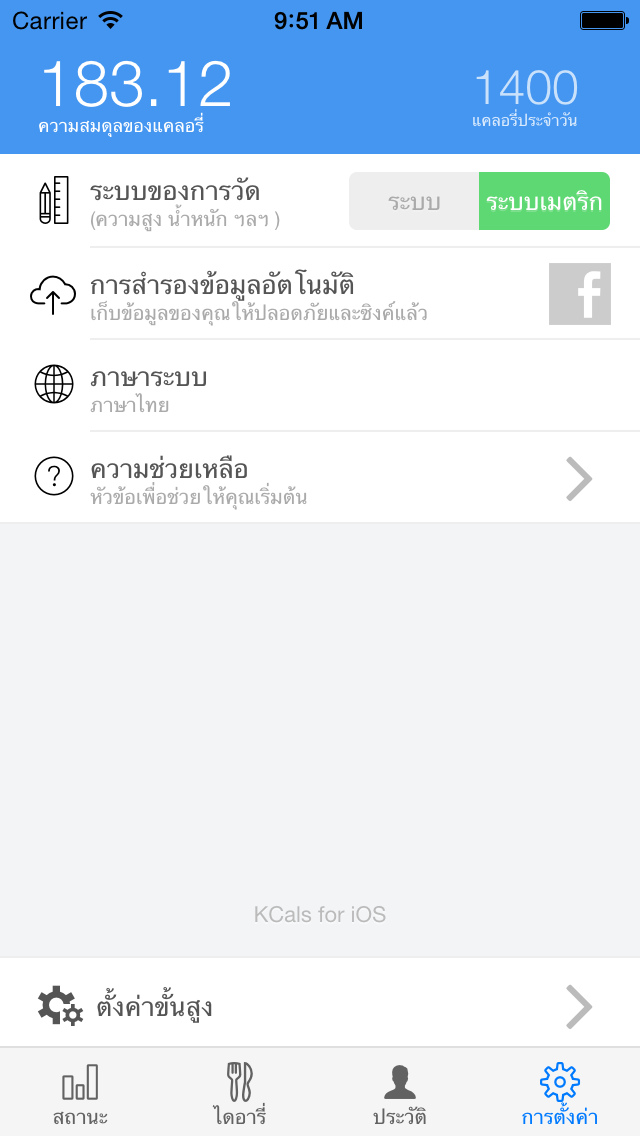 Carrier 9:51 AM
183.12 1400
ความสมดุลของแคลอรี่ แคลอรี่ประจำวัน
ระบบของการวัด
(ความสูง น้ำหนัก ฯลฯ )
ระบบ ระบบเมตริก
การสำรองข้อมูลอัตโนมัติ
เก็บข้อมูลของคุณให้ปลอดภัยและซิงค์แล้ว
f
ภาษาระบบ
ภาษาไทย
?
ความช่วยเหลือ
หัวข้อเพื่อช่วยให้คุณเริ่มต้น
KCals for iOS
ตั้งค่าขั้นสูง
สถานะ ไดอารี่ ประวัติ การตั้งค่า